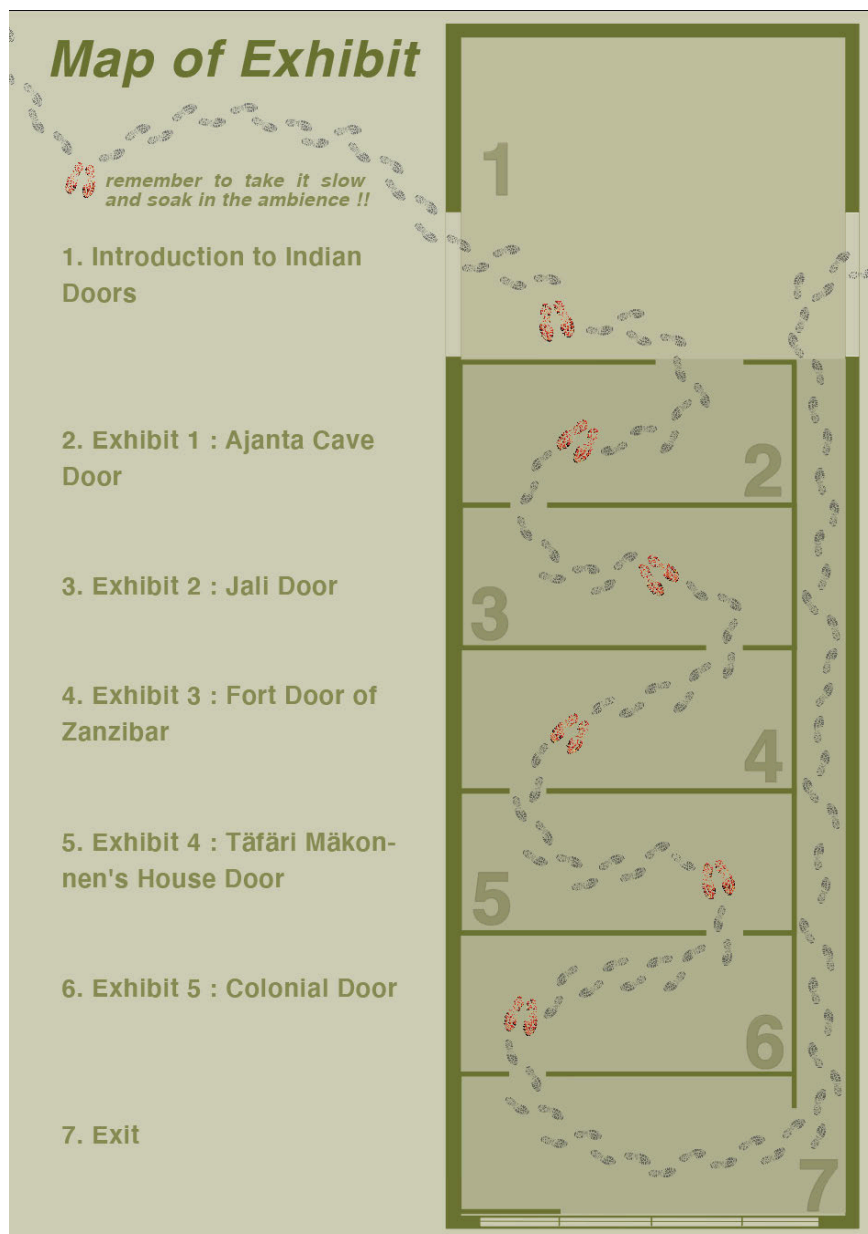 Map of Exhibit
remember to take it slow
and soak in the ambience !!
1. Introduction to Indian
Doors
2. Exhibit 1 : Ajanta Cave
Door
3. Exhibit 2 : Jali Door
4. Exhibit 3 : Fort Door of
Zanzibar
5. Exhibit 4 : Täfäri Mäkon-
nen's House Door
6. Exhibit 5 : Colonial Door
7. Exit
1
2
3
4
5
6
7